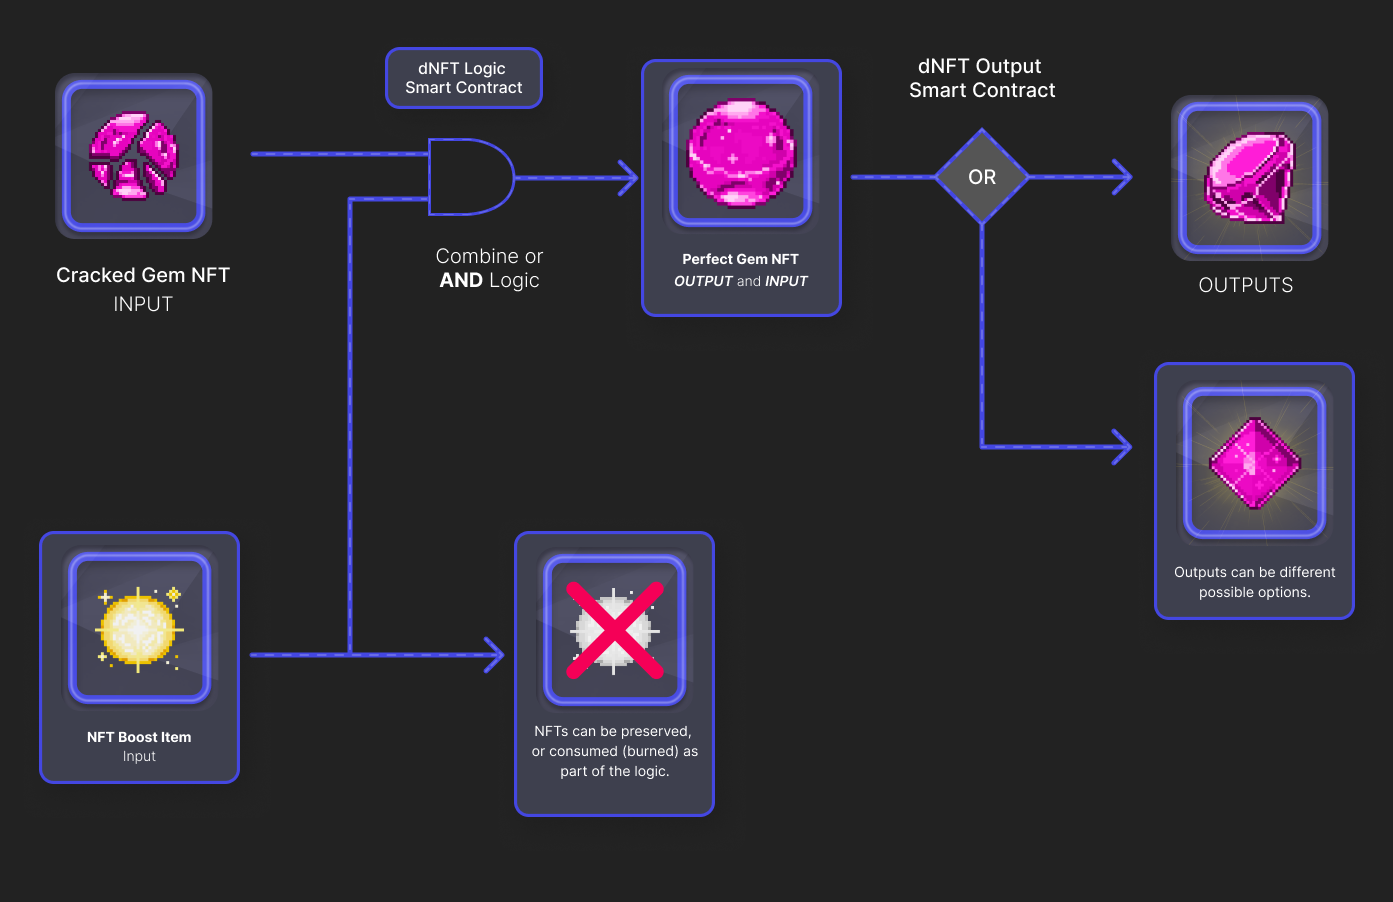 dNFT Logic
Smart Contract
dNFT Output
Smart Contract
OR
Cracked Gem NFT
INPUT
Combine or
AND Logic
Perfect Gem NFT
OUTPUT and INPUT
OUTPUTS
Outputs can be different
possible options.
NFT Boost Item
Input
NFTs can be preserved,
or consumed (burned) as
part of the logic.